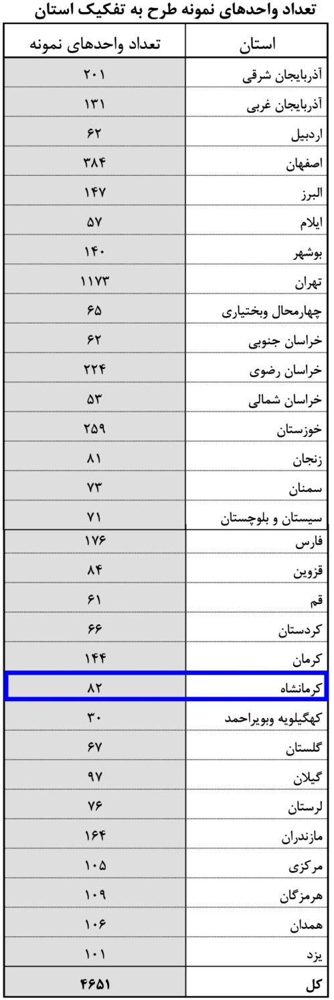 تعداد واحدهای نمونه طرح به تفکیک استان
استان تعداد واحدهای نمونه
آذربایجان شرقی ۲۰۱
آذربایجان غربی ۱۳۱
اردبیل ۶۲
اصفهان ۳۸۴
البرز ۱۴۷
ایلام ۵۷
بوشهر ۱۴۰
تهران ۱۱۷۳
چهارمحال وبختیاری ۶۵
خراسان جنوبی ۶۲
خراسان رضوی ۲۲۴
خراسان شمالی ۵۳
خوزستان ۲۵۹
زنجان ۸۱
سمنان ۷۳
سیستان و بلوچستان ۷۱
فارس ۱۷۶
قزوین ۸۴
قم ۶۱
کردستان ۶۶
کرمان ۱۴۴
کرمانشاه ۸۲
کهگیلویه وبویراحمد ۳۰
گلستان ۶۷
گیلان ۹۷
لرستان ۷۶
مازندران ۱۶۴
مرکزی ۱۰۵
هرمزگان ۱۰۹
همدان ۱۰۶
یزد ۱۰۱
کل ۴۶۵۱